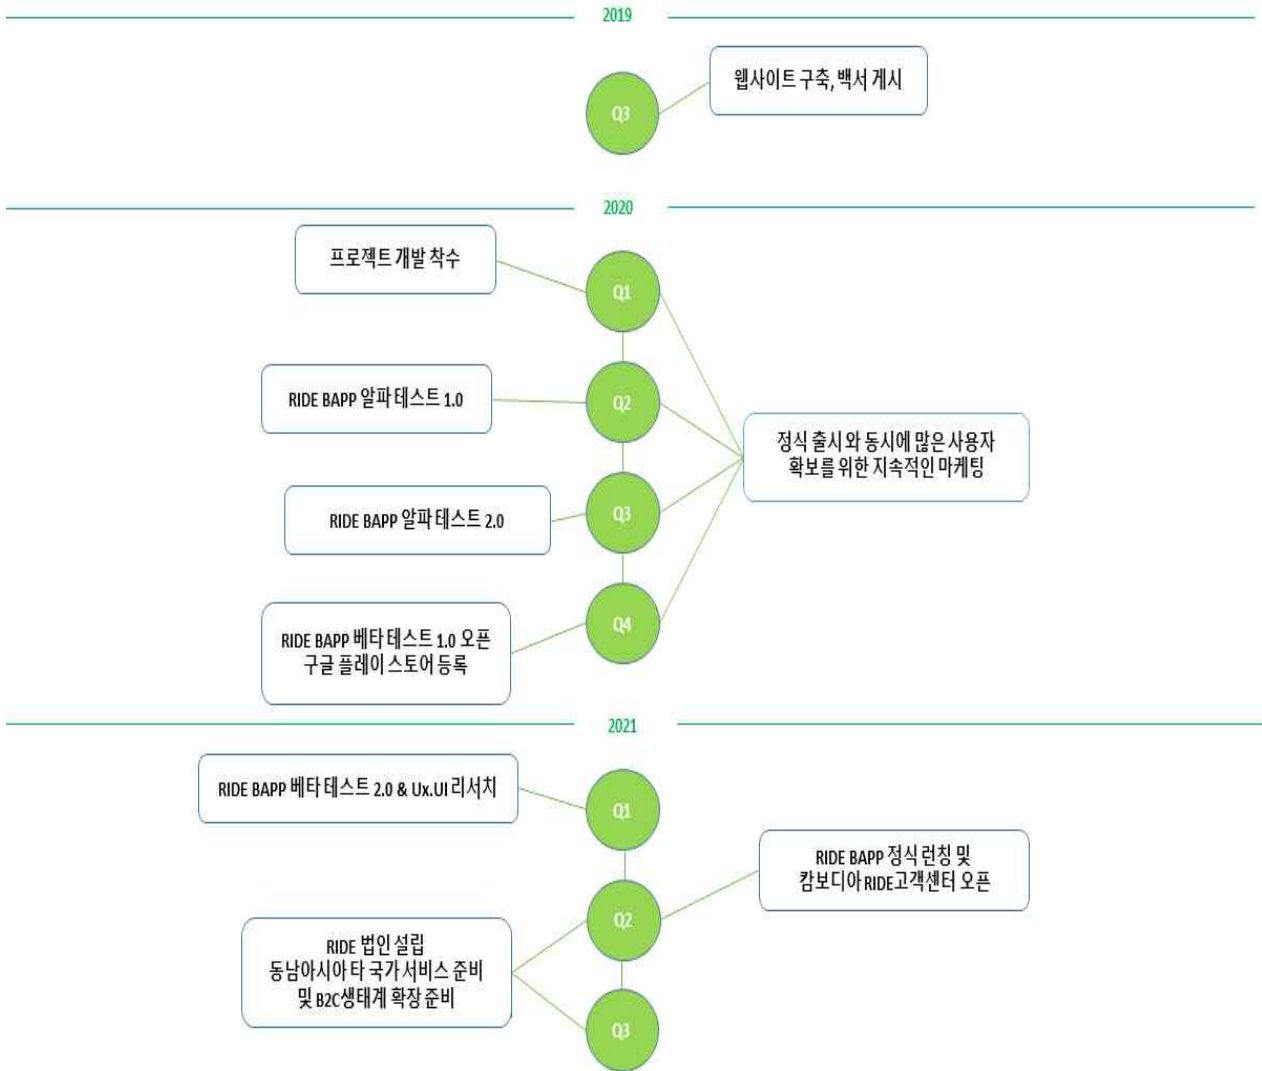 2019
Q3
웹사이트 구축, 백서 게시
2020
프로젝트 개발 착수
Q1
RIDE BAPP 알파 테스트 1.0
Q2
정식 출시 와 동시에 많은 사용자
확보를 위한 지속적인 마케팅
RIDE BAPP 알파 테스트 2.0
Q3
RIDE BAPP 베타 테스트 1.0 오픈
구글 플레이 스토어 등록
Q4
2021
RIDE BAPP 베타 테스트 2.0 & Ux.UI 리서치
Q1
RIDE BAPP 정식 런칭 및
캄보디아 RIDE 고객센터 오픈
Q2
RIDE 법인 설립
동남아시아 타 국가 서비스 준비
및 B2C생태계 확장 준비
Q3